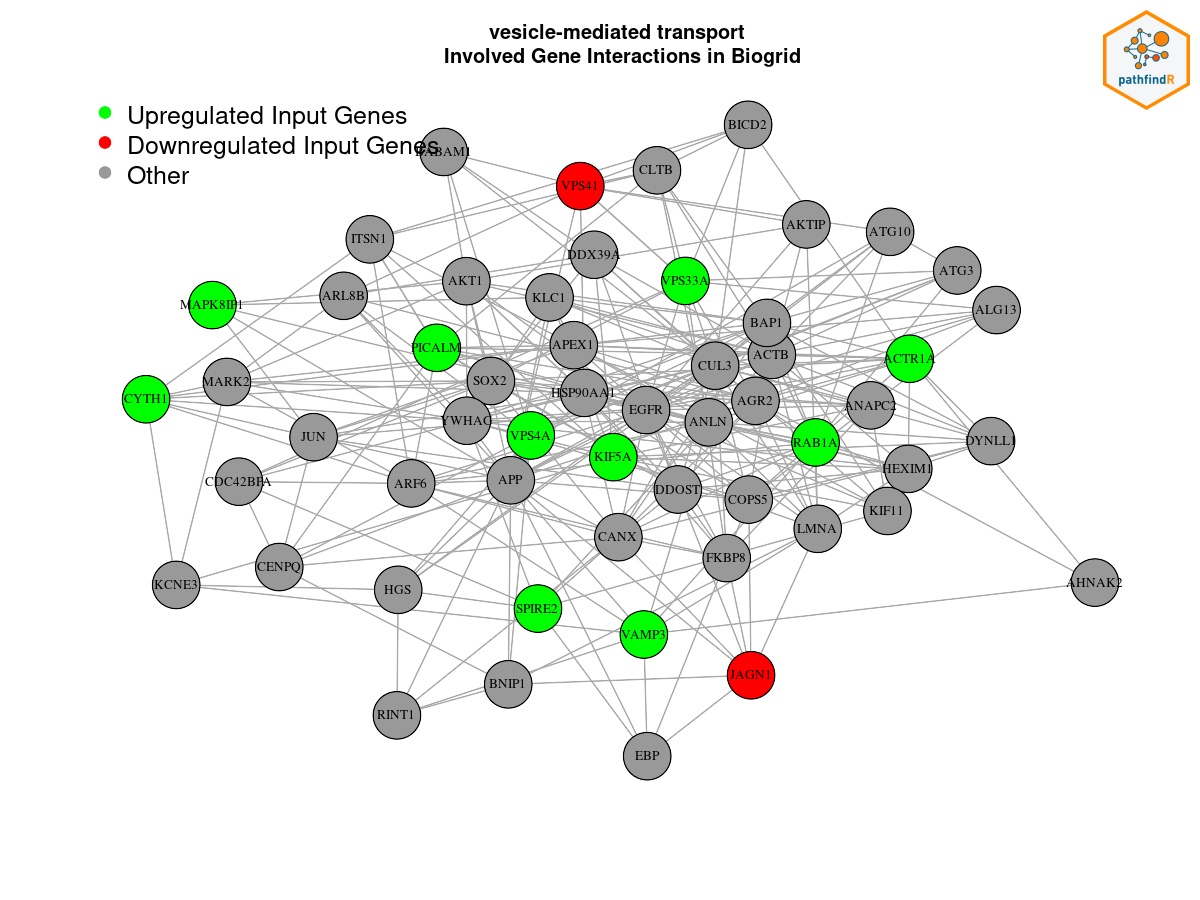 vesicle-mediated transport
Involved Gene Interactions in Biogrid
pathfindR
Upregulated Input Genes
Downregulated Input Genes
Other
BICD2
CLTB
VPS41
AKTIP
ATG10
ITSN1
DDX39A
ATG3
AKT1
VPS33A
ARL8B
KLC1
MAPK8IP1
ALG13
BAP1
APEX1
PICALM
ACTB
ACTR1A
CUL3
SOX2
MARK2
HSP90AA1
CYTH1
AGR2
ANAPC2
EGFR
YWHAG
ANLN
VPS4A
JUN
RAB1A
DYNLL1
KIF5A
HEXIM1
APP
CDC42BPA
ARF6
DDOST
COPS5
KIF11
LMNA
CANX
FKBP8
CENPQ
KCNE3
AHNAK2
HGS
SPIRE2
VAMP3
JAGN1
BNIP1
RINT1
EBP